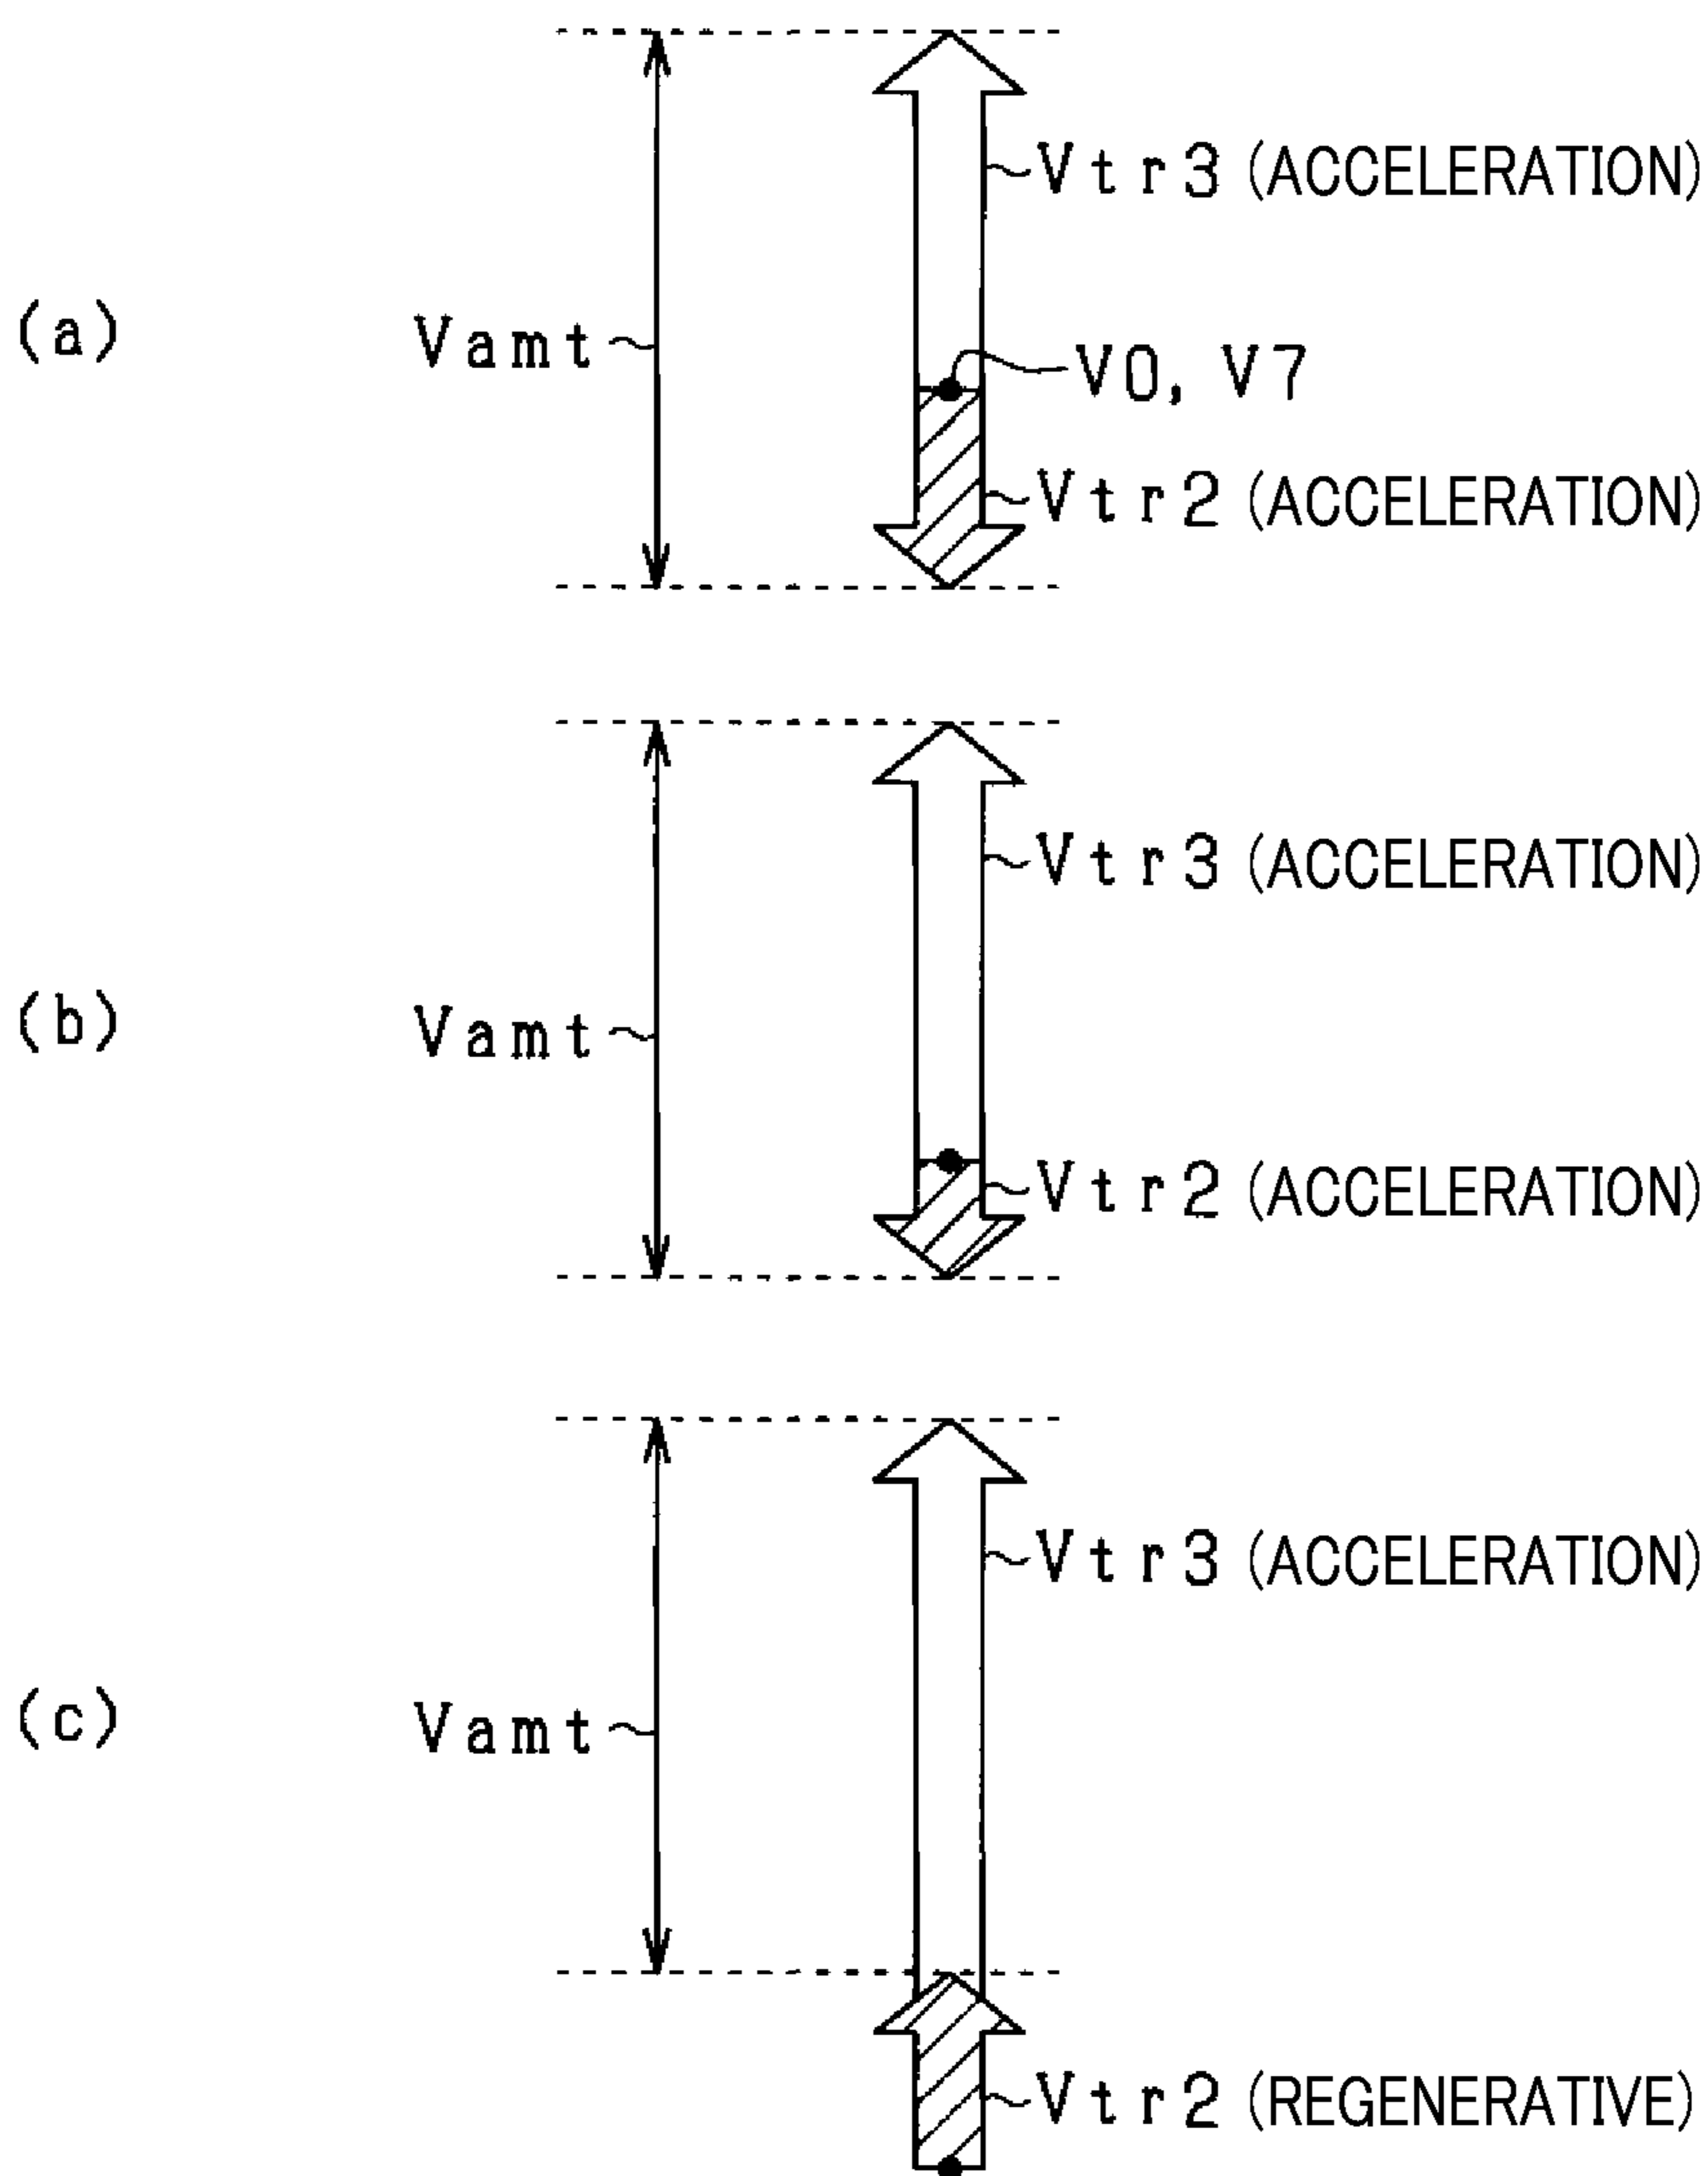 Vtr3 (ACCELERATION)
(a)
Vamt
V0, V7
Vtr2 (ACCELERATION)
Vtr3 (ACCELERATION)
(b)
Vamt
Vtr2 (ACCELERATION)
Vtr3 (ACCELERATION)
(c)
Vamt
Vtr2 (REGENERATIVE)